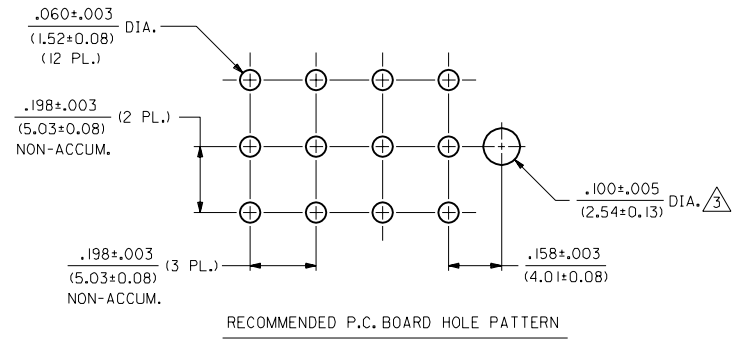 .060±.003 DIA.
(1.52±0.08)
(12 PL.)
.198±.003 (2 PL.)
(5.03±0.08)
NON-ACCUM.
.100±.005 DIA. 3
(2.54±0.13)
.198±.003 (3 PL.)
(5.03±0.08)
NON-ACCUM.
.158±.003
(4.01±0.08)
RECOMMENDED P.C. BOARD HOLE PATTERN